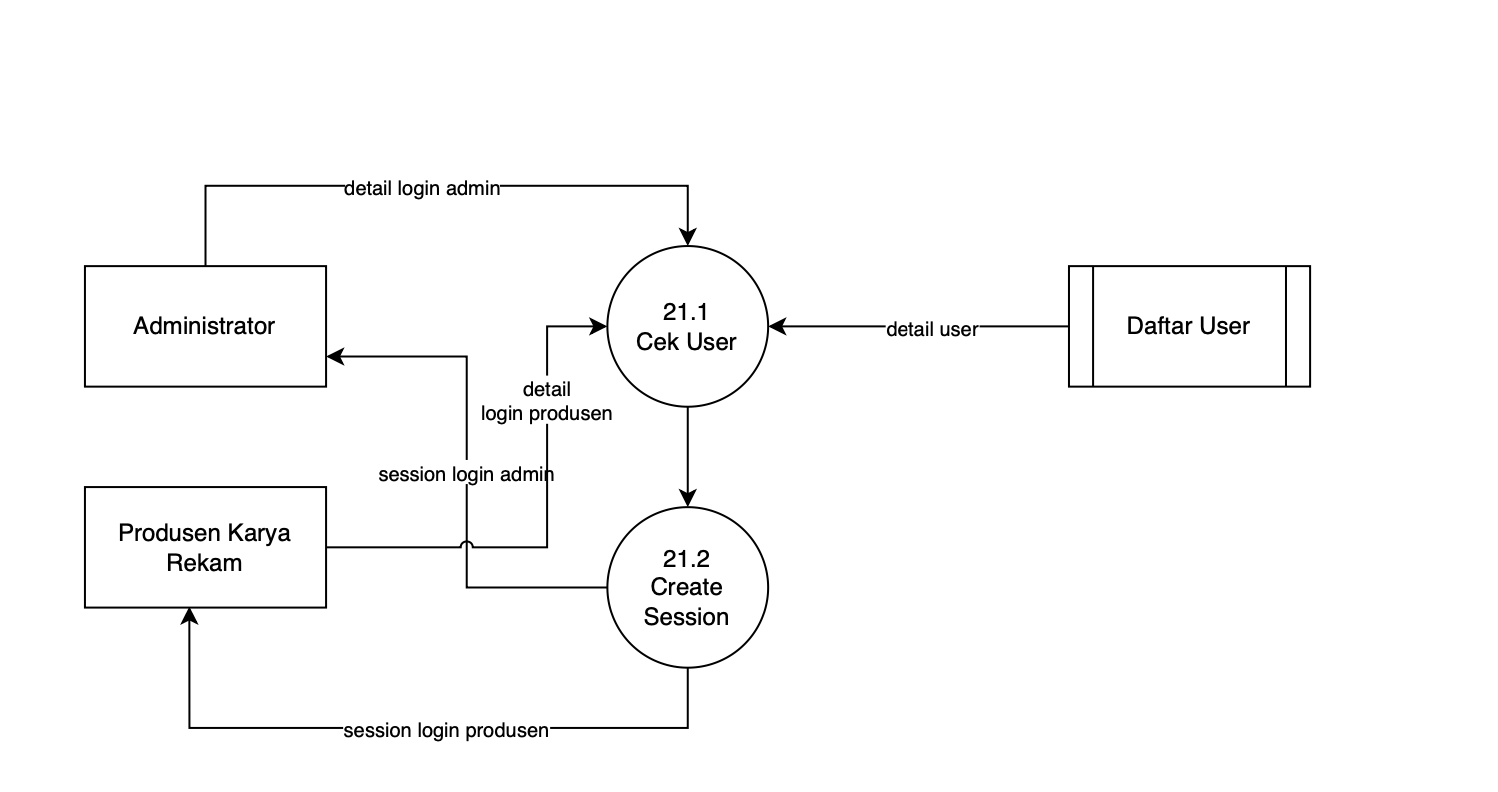 detail login admin
Administrator
21.1
Cek User
detail user
Daftar User
detail
login produsen
session login admin
Produsen Karya
Rekam
21.2
Create
Session
session login produsen